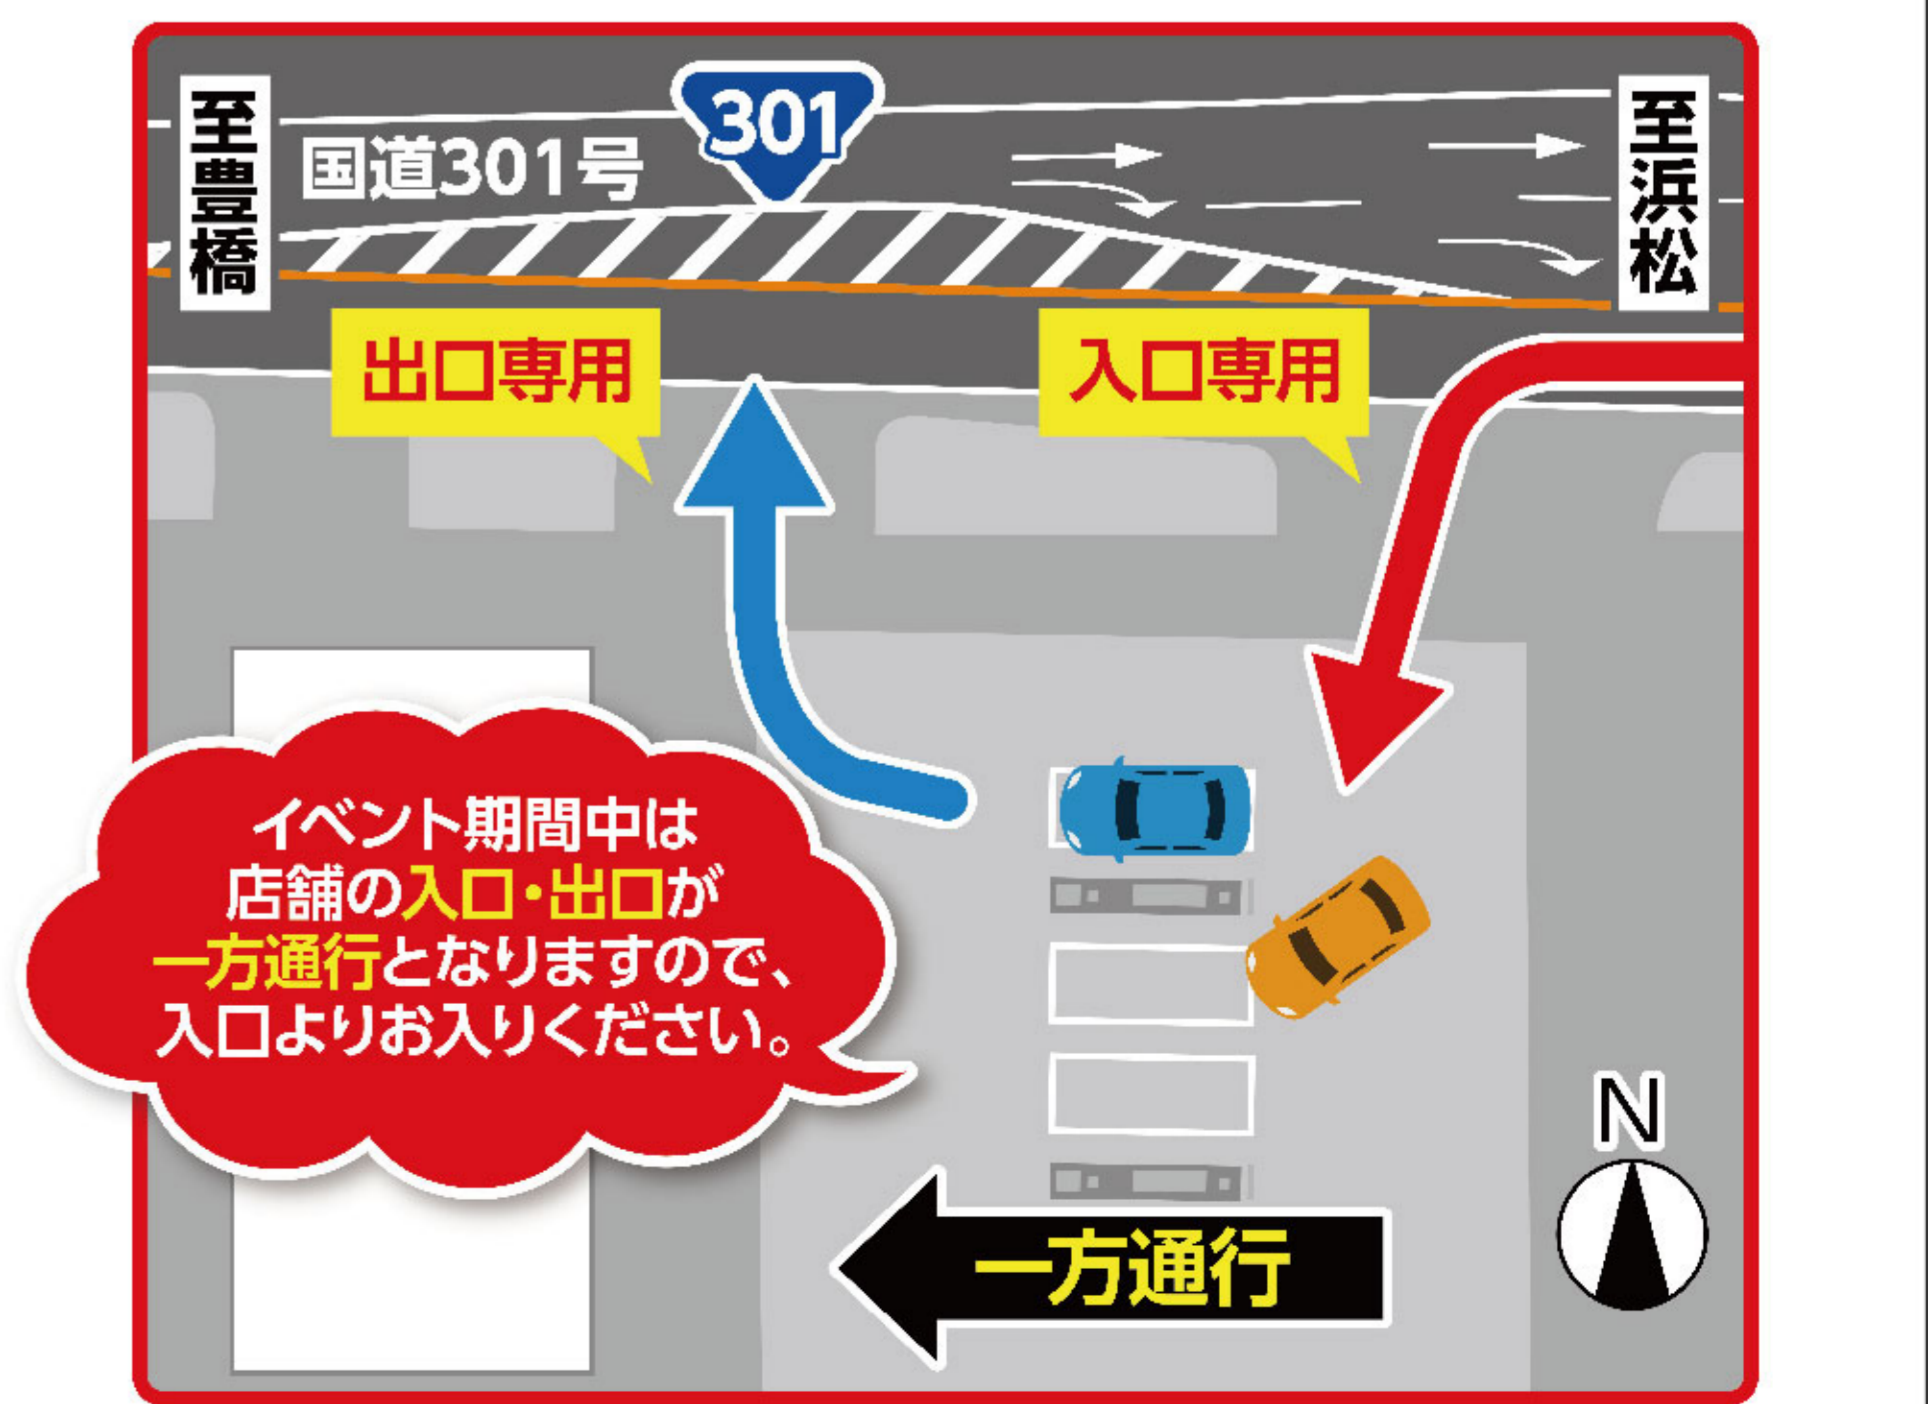 至豊橋
国道301号
301
至浜松
出口専用
入口専用
イベント期間中は
店舗の入口・出口が
一方通行となりますので、
入口よりお入りください。
一方通行
N